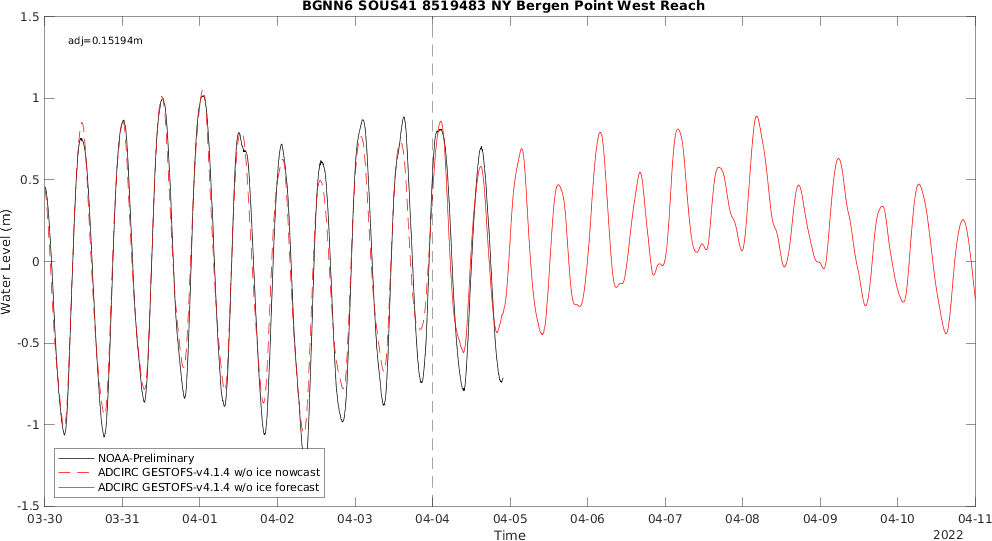 BGNN6 SOUS41 8519483 NY Bergen Point West Reach
1.5
adj=0.15194m
1
0.5
0
-0.5
-1
-1.5
Water Level (m)
NOAA-Preliminary
ADCIRC GESTOFS-v4.1.4 w/o ice nowcast
ADCIRC GESTOFS-v4.1.4 w/o ice forecast
03-30 03-31 04-01 04-02 04-03 04-04 04-05 04-06 04-07 04-08 04-09 04-10 04-11
Time
2022